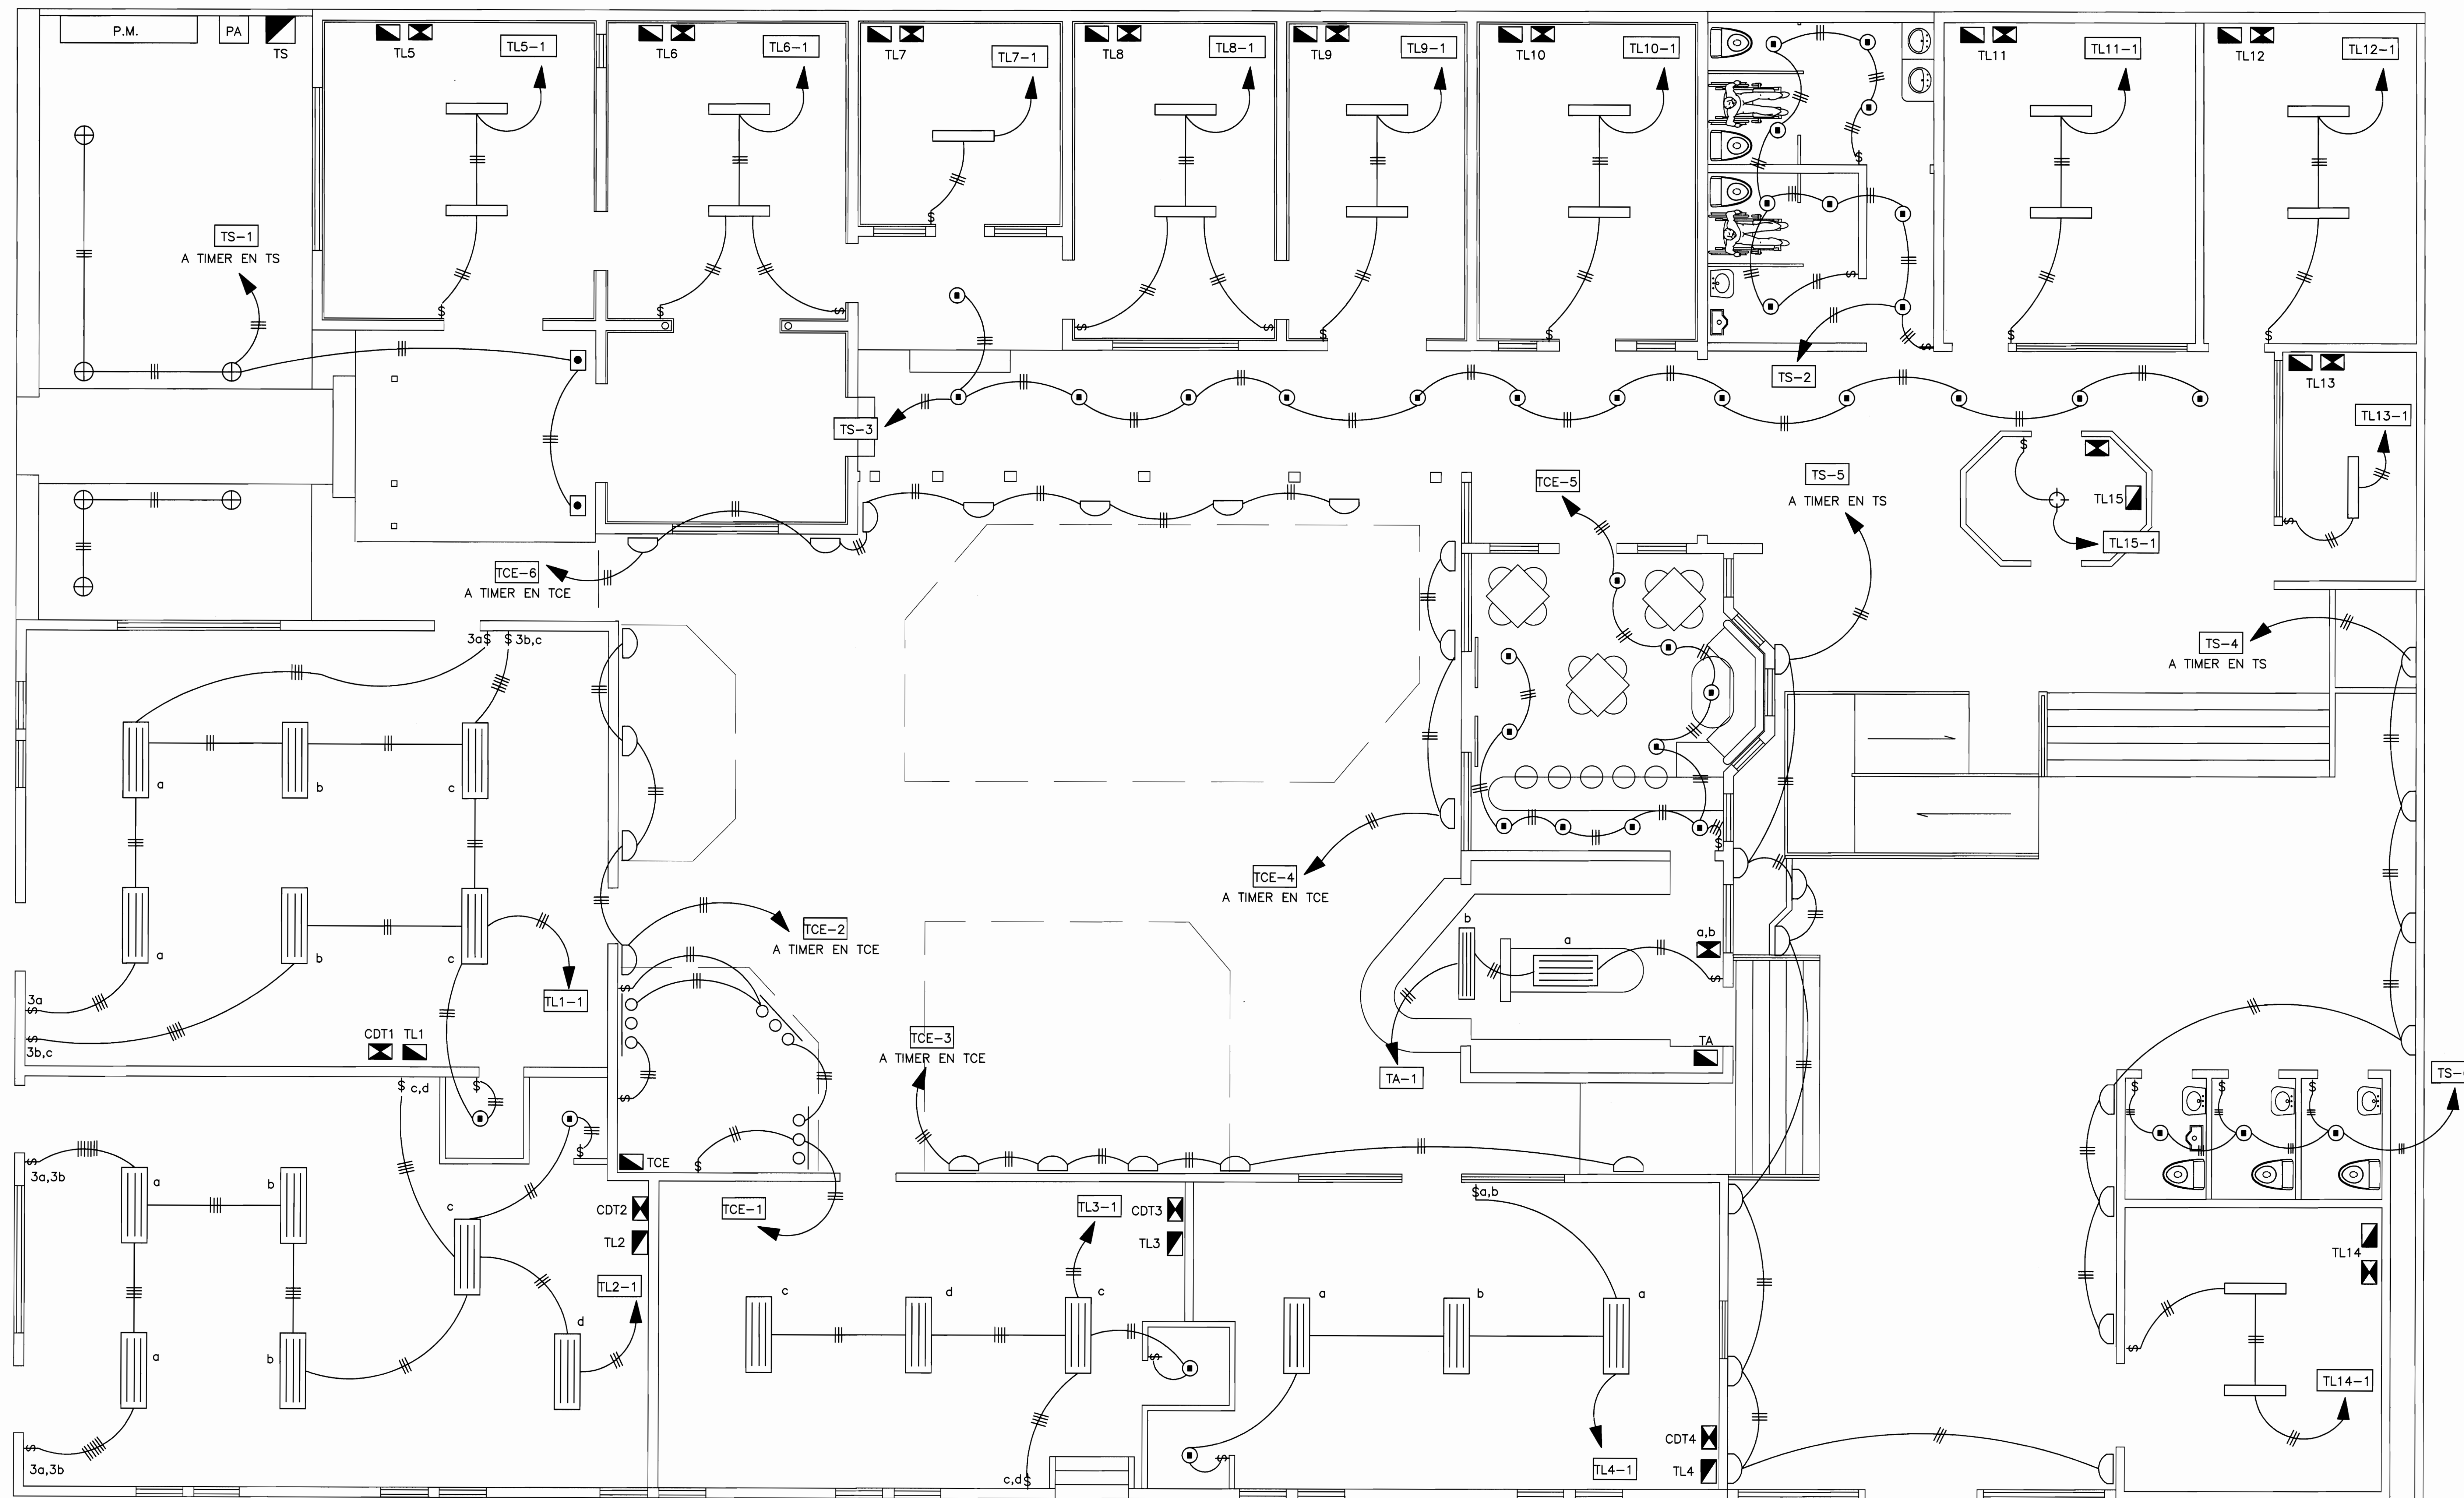 P.M.
PA
TS
TL5
TL5-1
TL6
TL6-1
TL7
TL7-1
TL8
TL8-1
TL9
TL9-1
TL10
TL10-1
TL11
TL11-1
TL12
TL12-1
TS-1
A TIMER EN TS
TS-2
TL13
TL13-1
TS-3
TCE-5
TS-5
A TIMER EN TS
TL15
TL15-1
TCE-6
A TIMER EN TCE
3a$ $ 3b,c
TS-4
A TIMER EN TS
a
b
c
TCE-4
A TIMER EN TCE
TCE-2
A TIMER EN TCE
b
a
a,b
a
b
c
TL1-1
3a
3b,c
CDT1
TL1
TCE-3
A TIMER EN TCE
TA
TA-1
TS-
$ c,d
TCE
3a,3b
a
b
c
CDT2
TL2
TCE-1
TL3-1
CDT3
TL3
$a,b
TL14
TL2-1
c
d
c
a
b
a
d
a
b
TL14-1
3a,3b
c,d$
CDT4
TL4
TL4-1